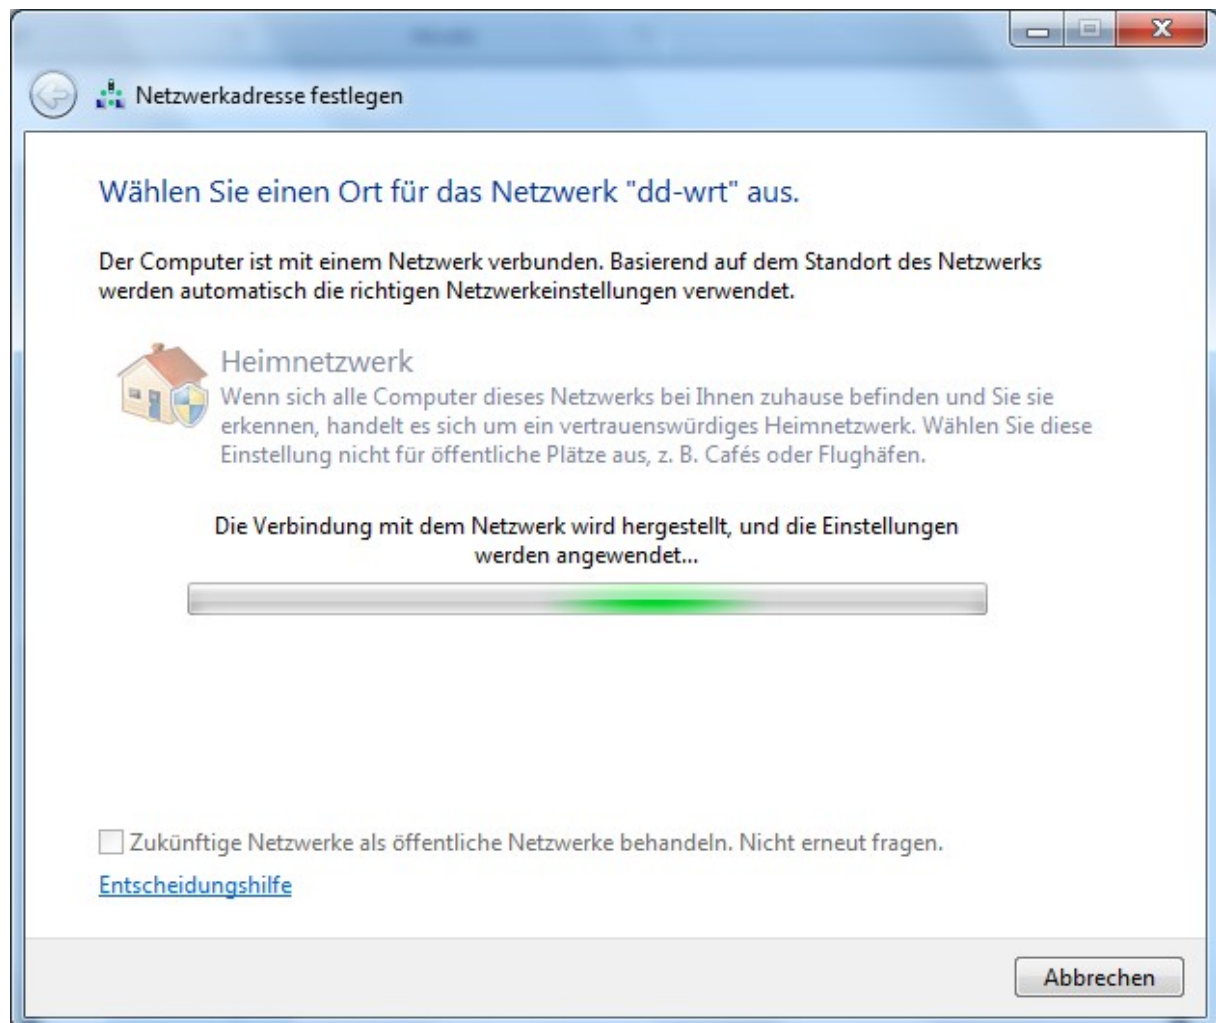 Netzwerkadresse festlegen
Wählen Sie einen Ort für das Netzwerk "dd-wrt" aus.
Der Computer ist mit einem Netzwerk verbunden. Basierend auf dem Standort des Netzwerks
werden automatisch die richtigen Netzwerkeinstellungen verwendet.
Heimnetzwerk
Wenn sich alle Computer dieses Netzwerks bei Ihnen zuhause befinden und Sie sie
erkennen, handelt es sich um ein vertrauenswürdiges Heimnetzwerk. Wählen Sie diese
Einstellung nicht für öffentliche Plätze aus, z. B. Cafés oder Flughäfen.
Die Verbindung mit dem Netzwerk wird hergestellt, und die Einstellungen
werden angewendet...
Zukünftige Netzwerke als öffentliche Netzwerke behandeln. Nicht erneut fragen.
Entscheidungshilfe
Abbrechen